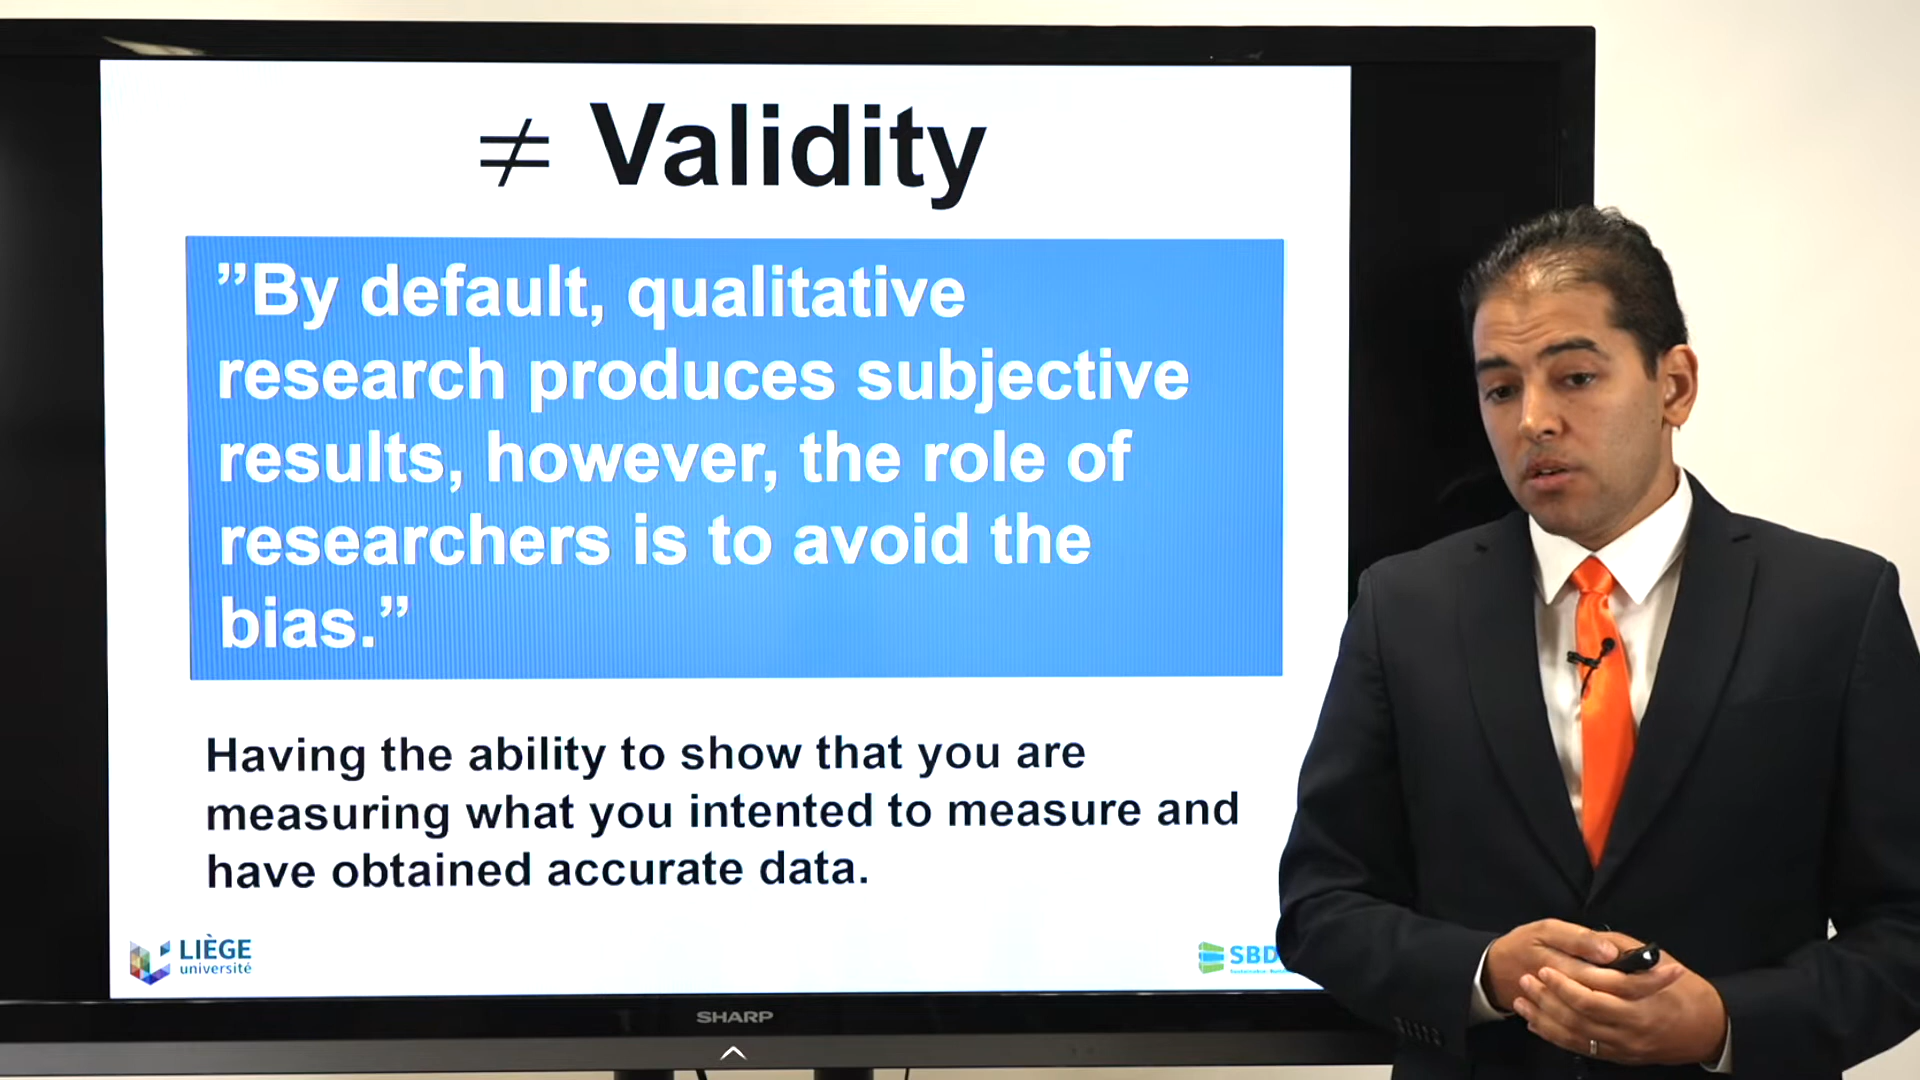 ≠ Validity
”By default, qualitative
research produces subjective
results, however, the role of
researchers is to avoid the
bias.”
Having the ability to show that you are
measuring what you intented to measure and
have obtained accurate data.
LIÈGE
université
SBD
SHARP